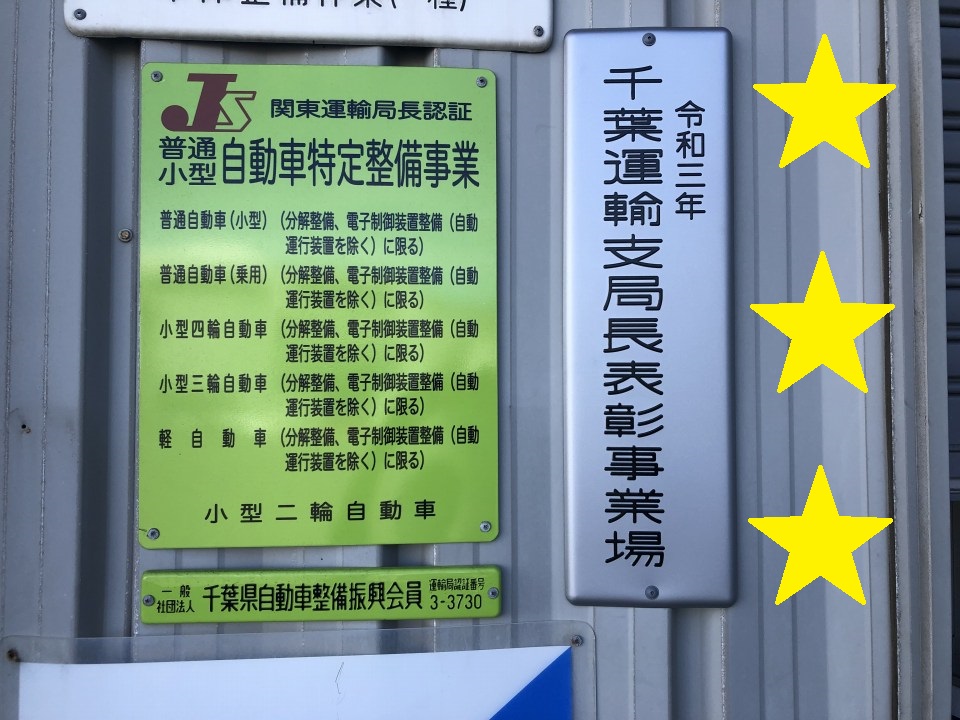 関東運輸局長認証
普通
小型
自動車特定整備事業
普通自動車(小型)(分解整備、電子制御装置整備(自動
運行装置を除く)に限る)
普通自動車(乗用)(分解整備、電子制御装置整備(自動
運行装置を除く)に限る)
小型四輪自動車(分解整備、電子制御装置整備(自動
運行装置を除く)に限る)
小型三輪自動車(分解整備、電子制御装置整備(自動
運行装置を除く)に限る)
軽自動車(分解整備、電子制御装置整備(自動
運行装置を除く)に限る)
小型二輪自動車
一般
社団法人
千葉県自動車整備振興会員
運輸局認証番号
3-3730
令和三年
千葉運輸支局長表彰事業場